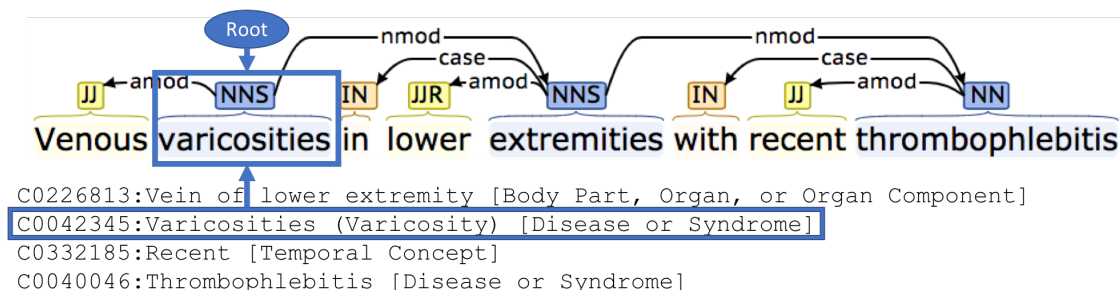 Root
nmod nmod
case case
amod amod amod
JJ NNS IN JJR NNS IN JJ NN
Venous varicosities in lower extremities with recent thrombophlebitis
C0226813:Vein of lower extremity [Body Part, Organ, or Organ Component]
C0042345:Varicosities (Varicosity) [Disease or Syndrome]
C0332185:Recent [Temporal Concept]
C0040046:Thrombophlebitis [Disease or Syndrome]